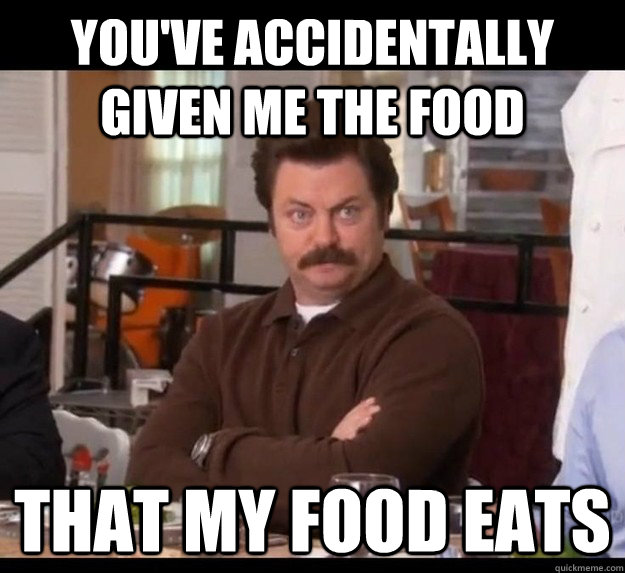 YOU'VE ACCIDENTALLY
GIVEN ME THE FOOD
THAT MY FOOD EATS
quickmeme.com